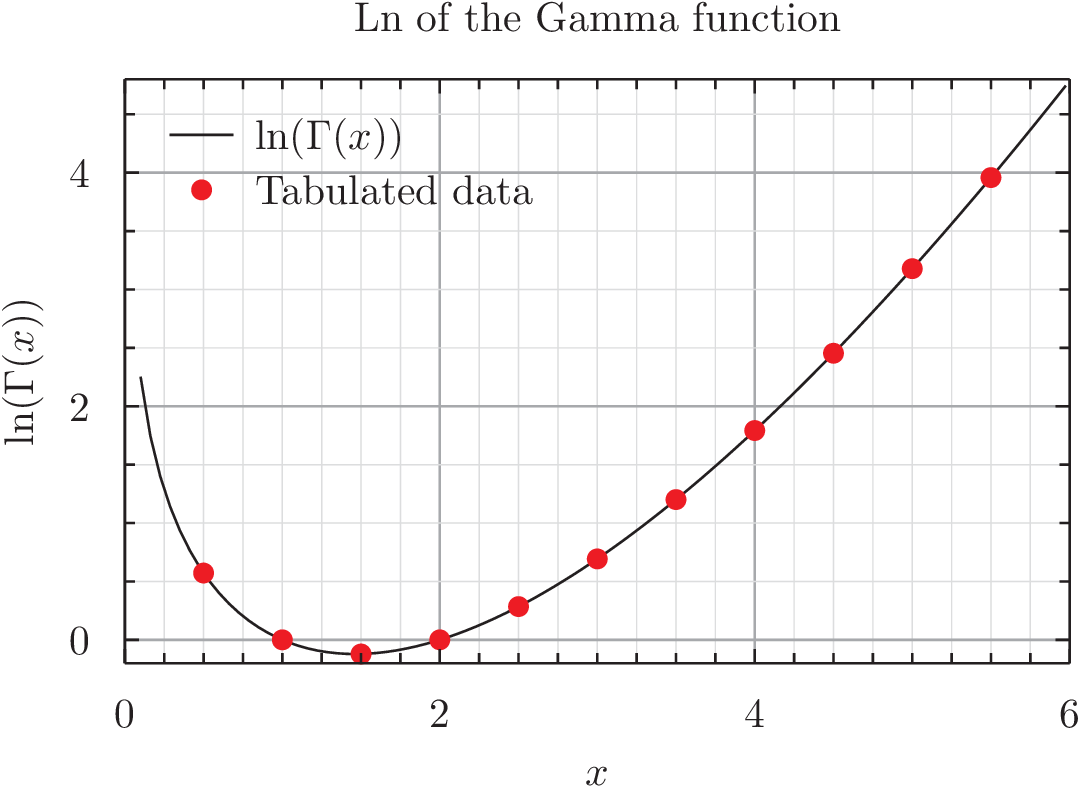 Ln of the Gamma function
ln(Γ(x))
Tabulated data
4
2
0
ln(Γ(x))
0 2 4 6
x